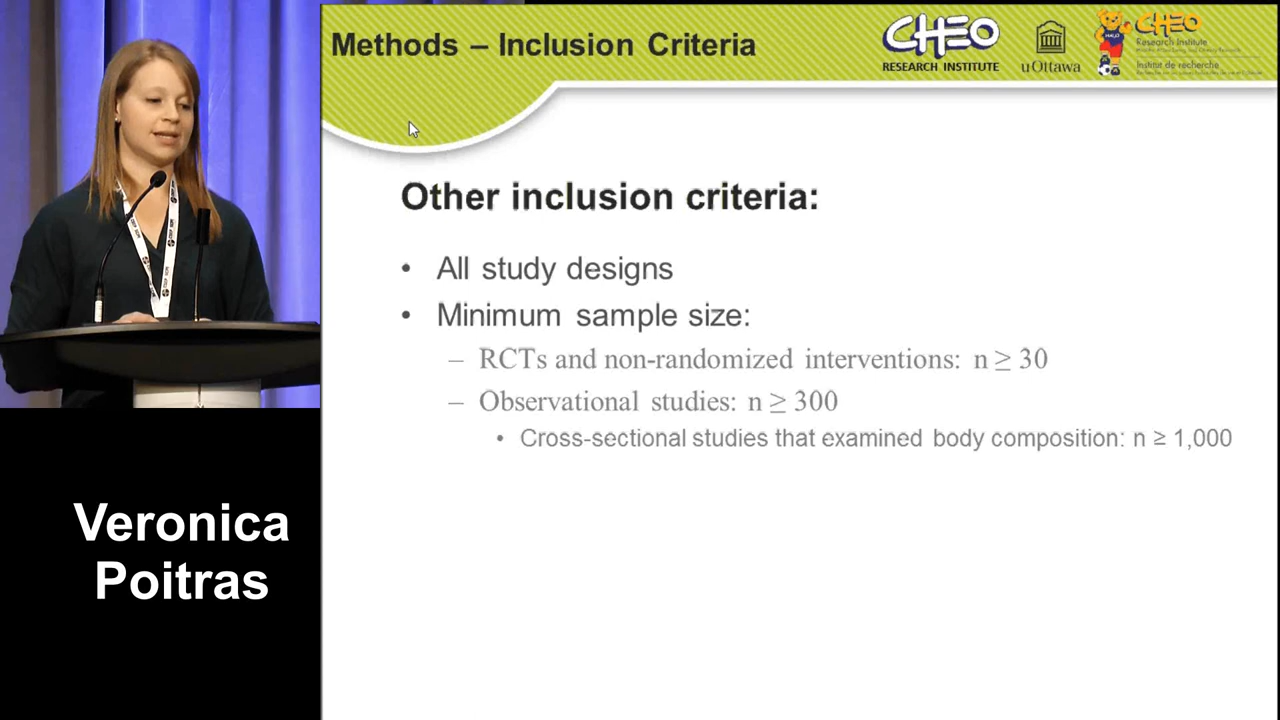 Methods – Inclusion Criteria
CHEO
RESEARCH INSTITUTE
uOttawa
CHEO
Research Institute
Institut de recherche
Other inclusion criteria:
• All study designs
• Minimum sample size:
– RCTs and non-randomized interventions: n ≥ 30
– Observational studies: n ≥ 300
• Cross-sectional studies that examined body composition: n ≥ 1,000
Veronica
Poitras